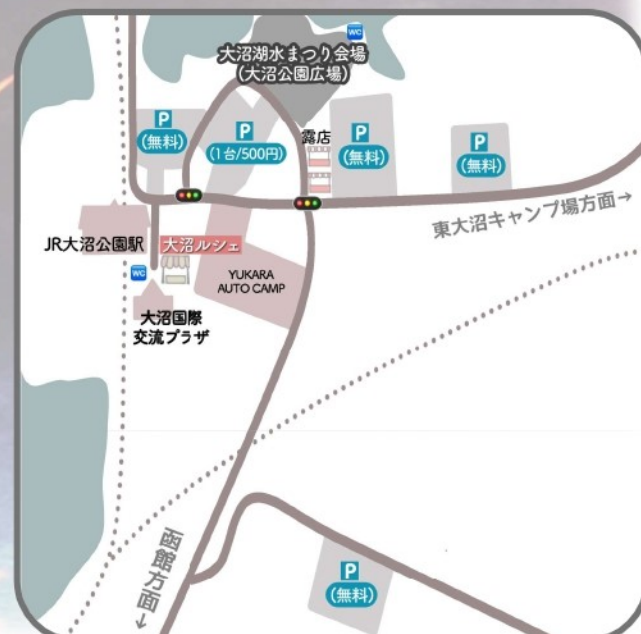 WC
大沼湖水まつり会場
(大沼公園広場)
P
(無料)
P
(1台/500円)
露店
P
(無料)
P
(無料)
東大沼キャンプ場方面→
JR大沼公園駅
大沼ルシェ
WC
YUKARA
AUTO CAMP
大沼国際
交流プラザ
函館方面→
P
(無料)